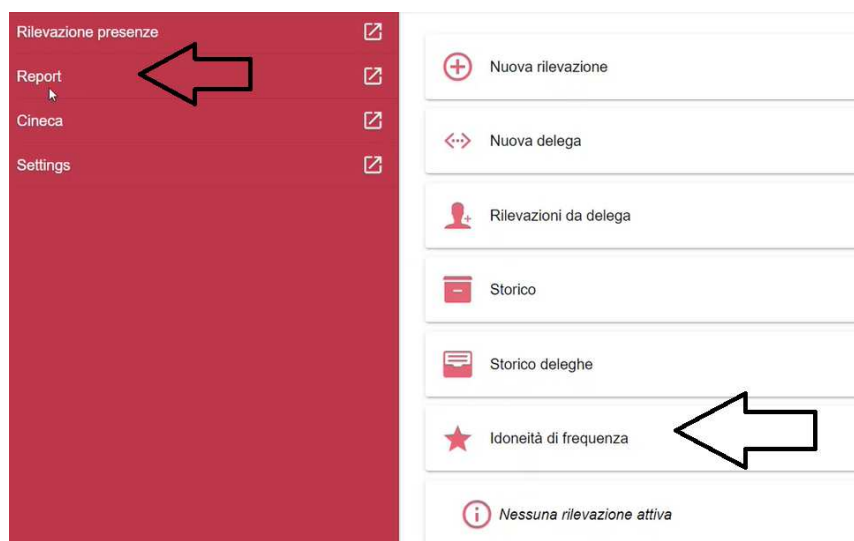 Rilevazione presenze
Report
Cineca
Settings
Nuova rilevazione
Nuova delega
Rilevazioni da delega
Storico
Storico deleghe
Idoneità di frequenza
Nessuna rilevazione attiva